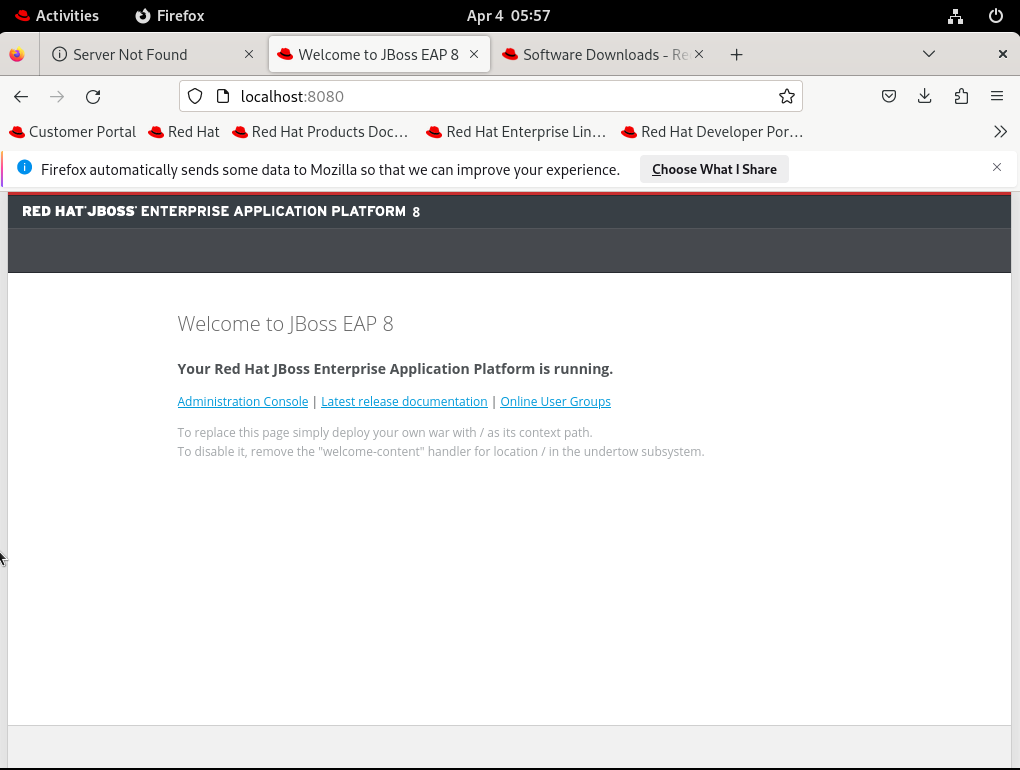 Activities Firefox Apr 4 05:57
Server Not Found Welcome to JBoss EAP 8 Software Downloads - Re
localhost:8080
Customer Portal Red Hat Red Hat Products Doc... Red Hat Enterprise Lin... Red Hat Developer Por...
Firefox automatically sends some data to Mozilla so that we can improve your experience. Choose What I Share
RED HAT JBOSS ENTERPRISE APPLICATION PLATFORM 8
Welcome to JBoss EAP 8
Your Red Hat JBoss Enterprise Application Platform is running.
Administration Console | Latest release documentation | Online User Groups
To replace this page simply deploy your own war with / as its context path.
To disable it, remove the "welcome-content" handler for location / in the undertow subsystem.